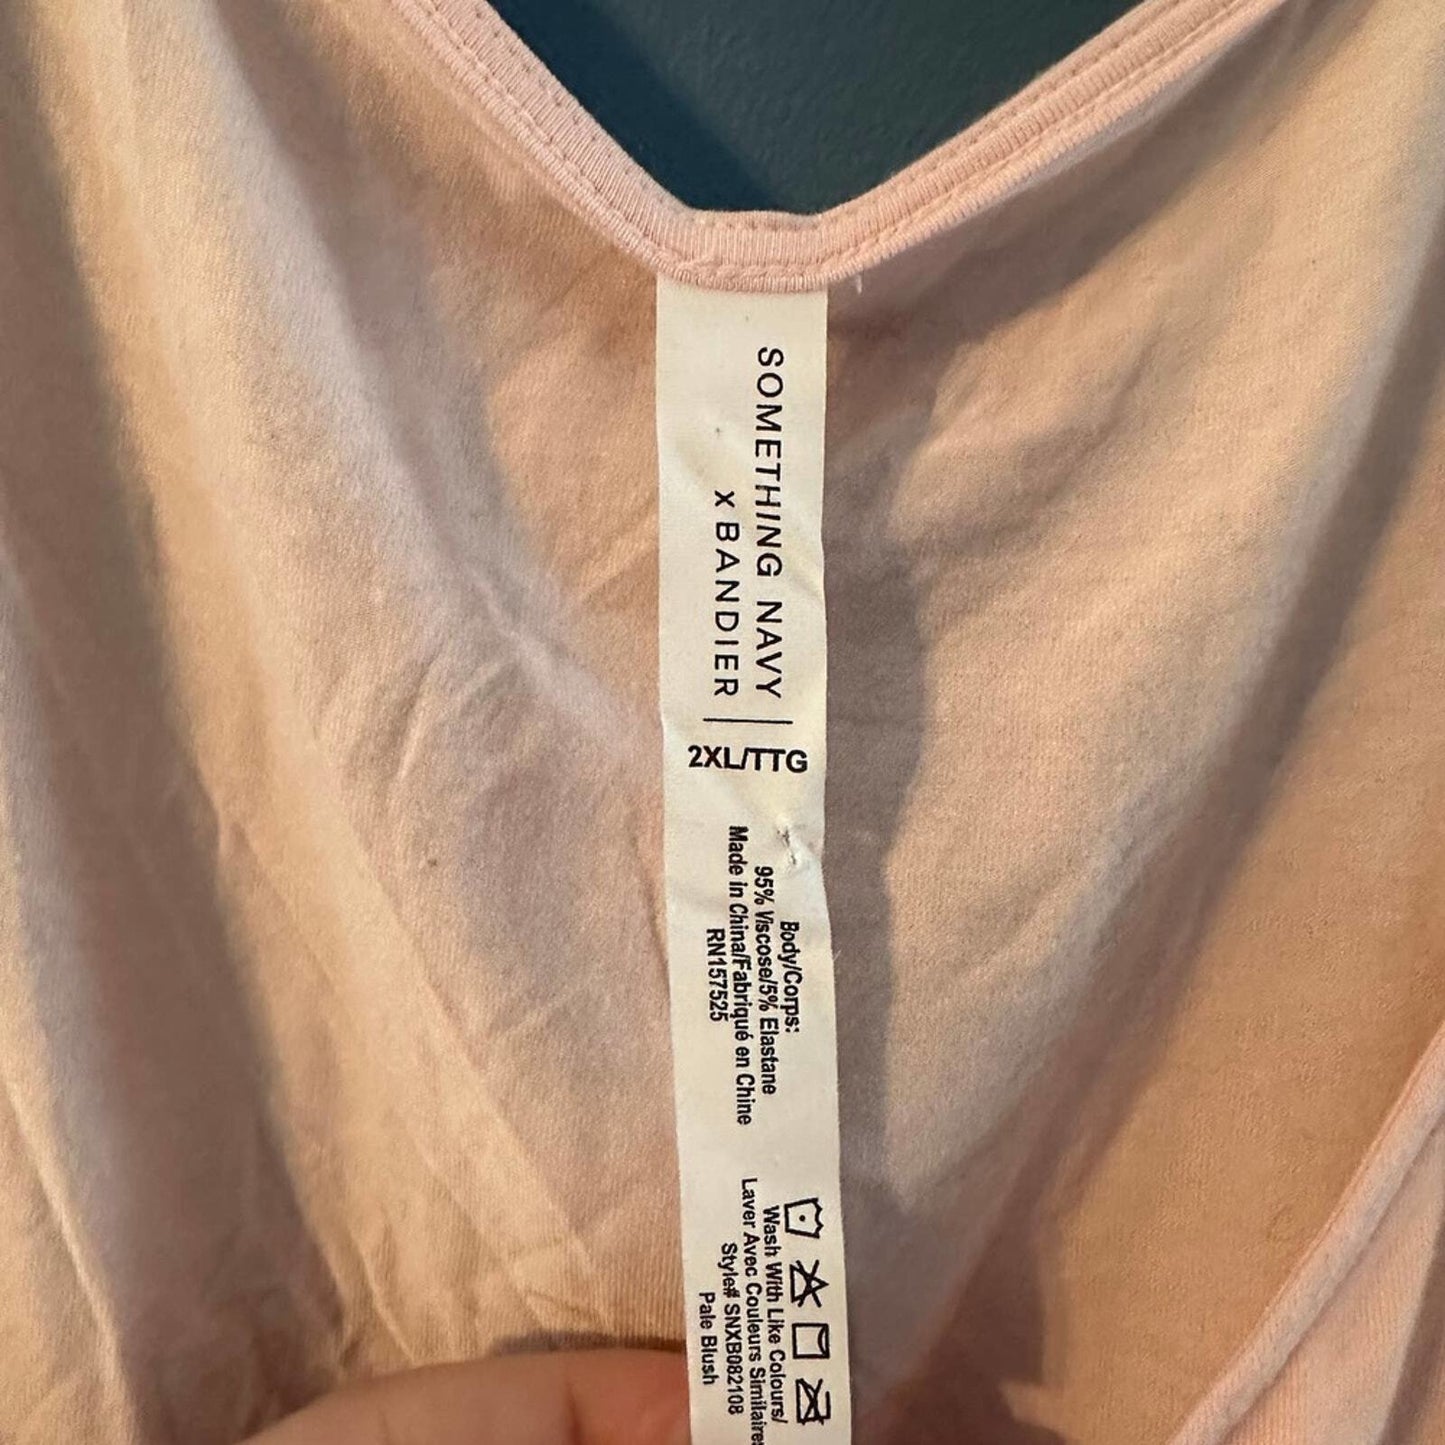 SOMETHING NAVY
X BANDIER
2XL/TTG
Body/Corps:
95% Viscose/5% Elastane
Made in China/Fabriqué en Chine
RN157525
Wash With Like Colours/
Laver Avec Couleurs Similaires
Style# SNXB082108
Pale Blush